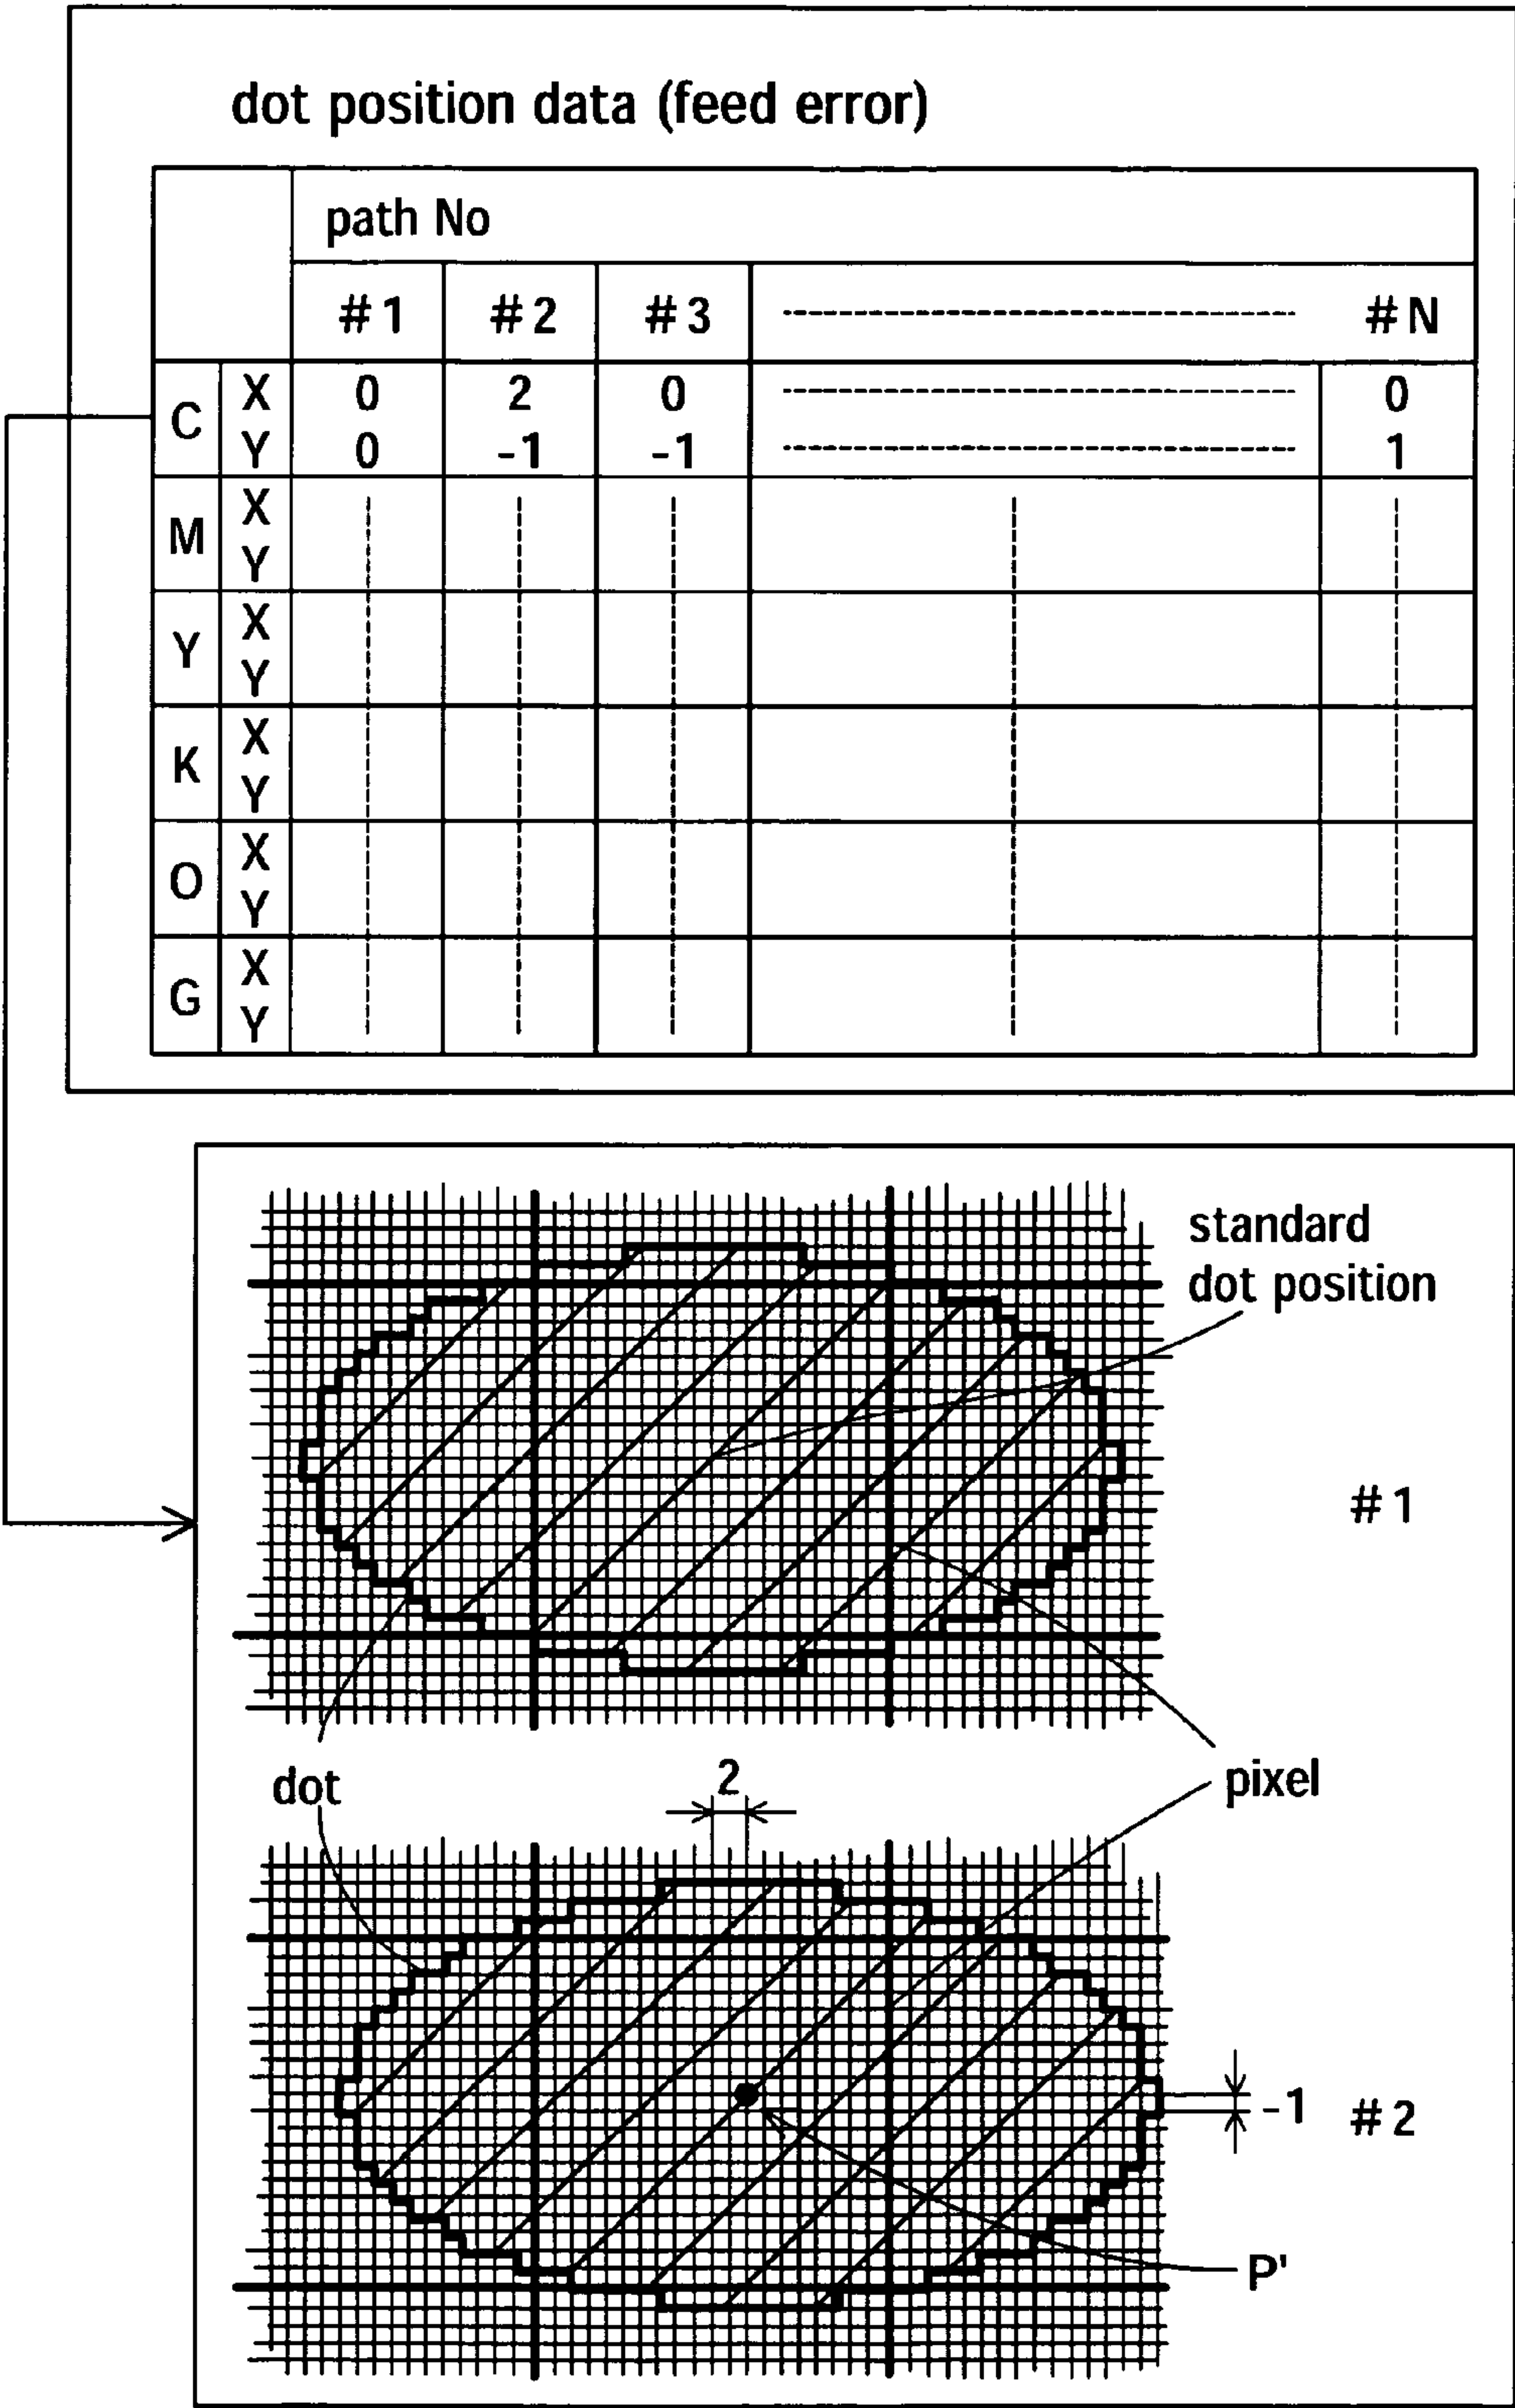 dot position data (feed error)
path No
#1 #2 #3 #N
C X 0 2 0 0
Y 0 -1 -1 1
M X
Y
Y X
Y
K X
Y
O X
Y
G X
Y
standard
dot position
#1
dot
2
pixel
-1
#2
P'